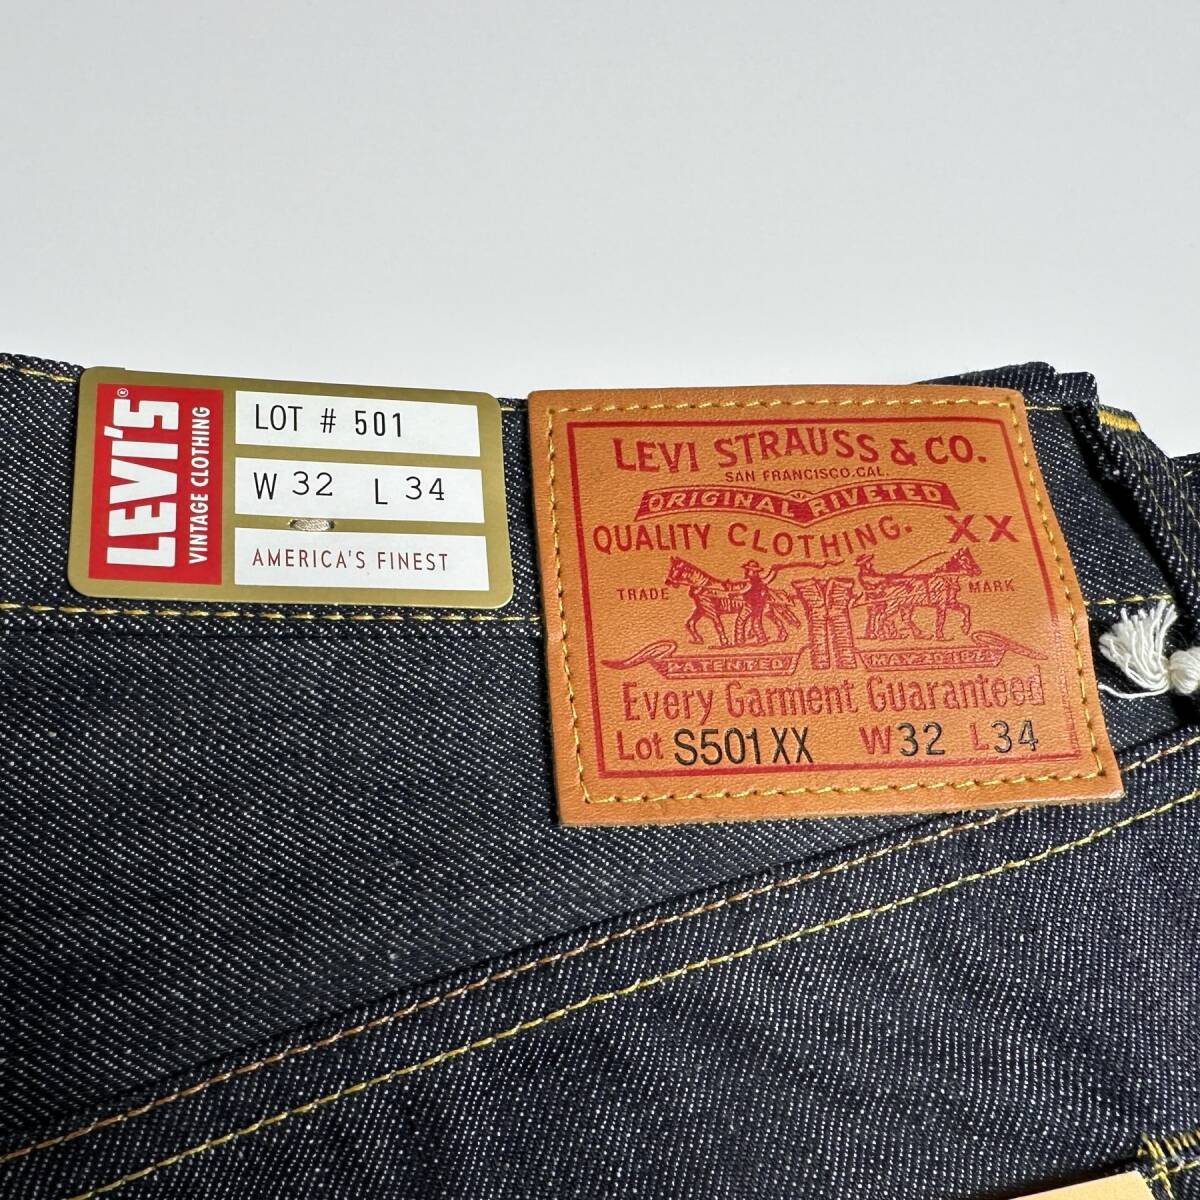 LEVI'S®
VINTAGE CLOTHING
LOT # 501
W 32 L 34
AMERICA'S FINEST
LEVI STRAUSS & CO.
SAN FRANCISCO.CAL.
ORIGINAL RIVETED
QUALITY CLOTHING. XX
TRADE MARK
PATENTED MAY 20 1873
Every Garment Guaranteed
Lot S501XX W32 L34